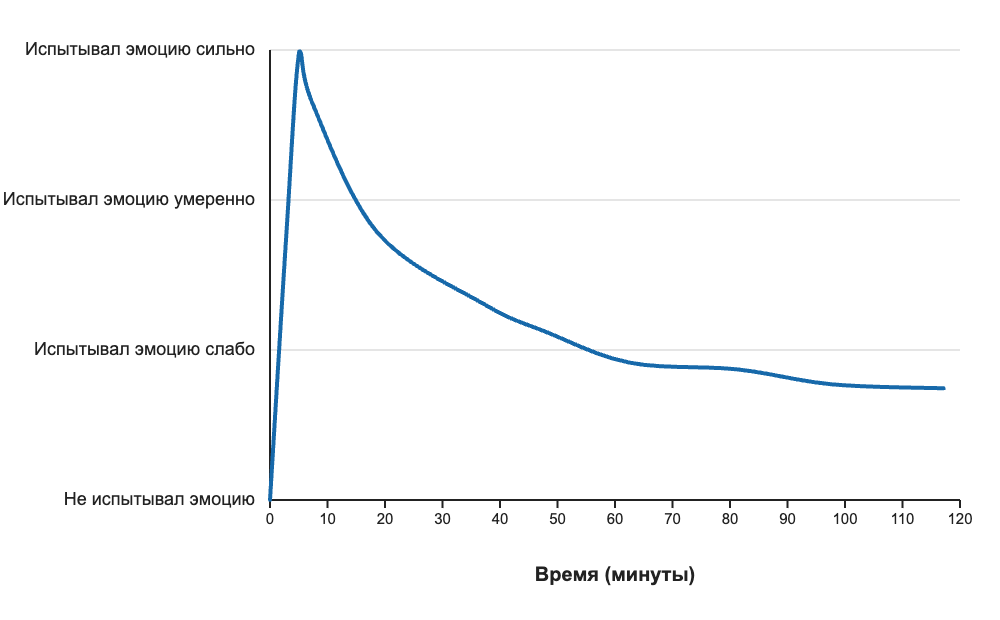 Испытывал эмоцию сильно
Испытывал эмоцию умеренно
Испытывал эмоцию слабо
Не испытывал эмоцию
0 10 20 30 40 50 60 70 80 90 100 110 120
Время (минуты)